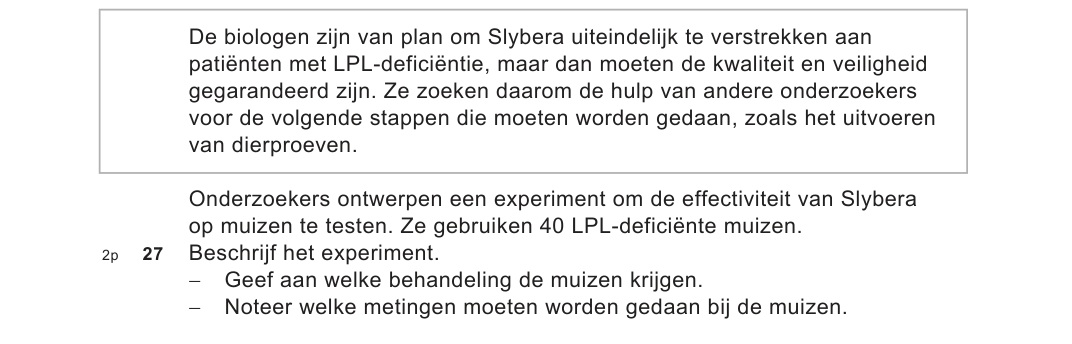 De biologen zijn van plan om Slybera uiteindelijk te verstrekken aan
patiënten met LPL-deficiëntie, maar dan moeten de kwaliteit en veiligheid
gegarandeerd zijn. Ze zoeken daarom de hulp van andere onderzoekers
voor de volgende stappen die moeten worden gedaan, zoals het uitvoeren
van dierproeven.
Onderzoekers ontwerpen een experiment om de effectiviteit van Slybera
op muizen te testen. Ze gebruiken 40 LPL-deficiënte muizen.
2p 27 Beschrijf het experiment.
– Geef aan welke behandeling de muizen krijgen.
– Noteer welke metingen moeten worden gedaan bij de muizen.